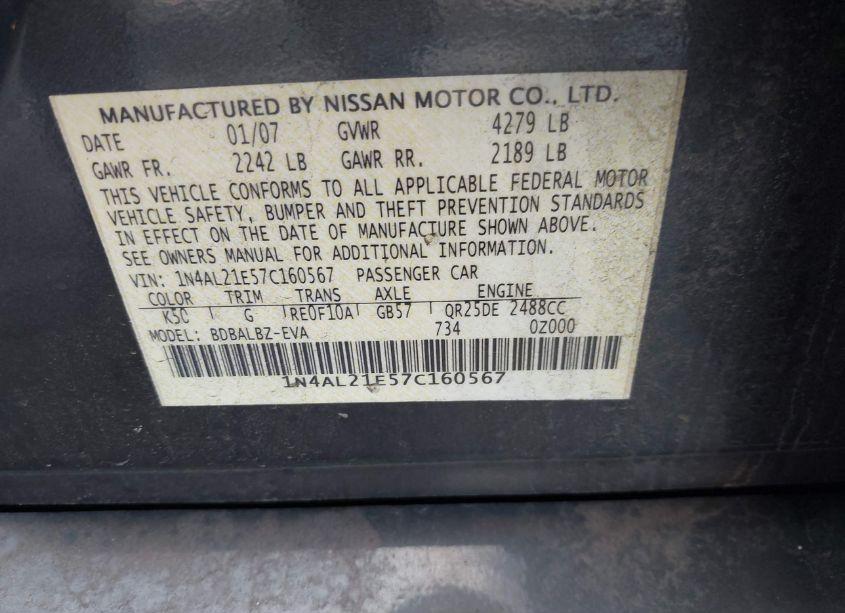 MANUFACTURED BY NISSAN MOTOR CO., LTD.
DATE 01/07 GVWR 4279 LB
GAWR FR. 2242 LB GAWR RR. 2189 LB
THIS VEHICLE CONFORMS TO ALL APPLICABLE FEDERAL MOTOR
VEHICLE SAFETY, BUMPER AND THEFT PREVENTION STANDARDS
IN EFFECT ON THE DATE OF MANUFACTURE SHOWN ABOVE.
SEE OWNERS MANUAL FOR ADDITIONAL INFORMATION.
VIN: 1N4AL21E57C160567 PASSENGER CAR
COLOR TRIM TRANS AXLE ENGINE
K50 G RE0F10A GB57 QR25DE 2488CC
MODEL: BDBALBZ-EVA 734 0Z000
1N4AL21E57C160567